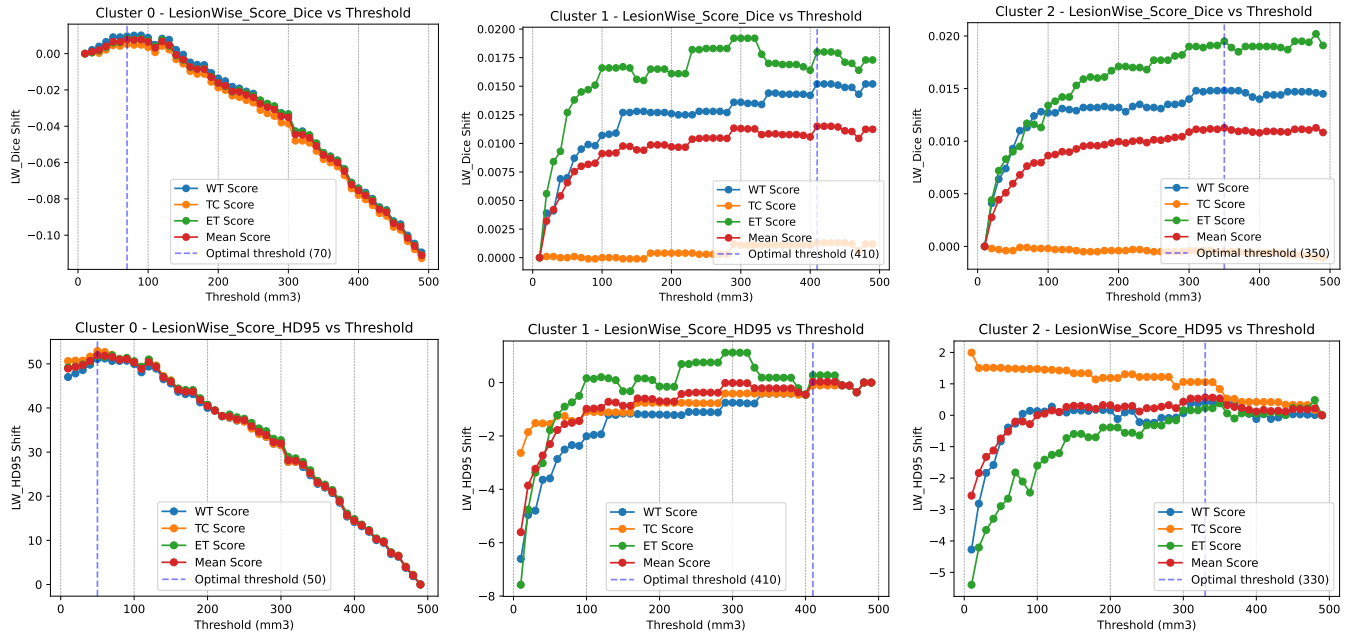 Cluster 0 - LesionWise_Score_Dice vs Threshold
LW_Dice Shift
0.00
−0.02
−0.04
−0.06
−0.08
−0.10
WT Score
TC Score
ET Score
Mean Score
Optimal threshold (70)
0 100 200 300 400 500
Threshold (mm3)
Cluster 1 - LesionWise_Score_Dice vs Threshold
LW_Dice Shift
0.0200
0.0175
0.0150
0.0125
0.0100
0.0075
0.0050
0.0025
0.0000
WT Score
TC Score
ET Score
Mean Score
Optimal threshold (410)
0 100 200 300 400 500
Threshold (mm3)
Cluster 2 - LesionWise_Score_Dice vs Threshold
LW_Dice Shift
0.020
0.015
0.010
0.005
0.000
WT Score
TC Score
ET Score
Mean Score
Optimal threshold (350)
0 100 200 300 400 500
Threshold (mm3)
Cluster 0 - LesionWise_Score_HD95 vs Threshold
LW_HD95 Shift
50
40
30
20
10
0
WT Score
TC Score
ET Score
Mean Score
Optimal threshold (50)
0 100 200 300 400 500
Threshold (mm3)
Cluster 1 - LesionWise_Score_HD95 vs Threshold
LW_HD95 Shift
0
−2
−4
−6
−8
WT Score
TC Score
ET Score
Mean Score
Optimal threshold (410)
0 100 200 300 400 500
Threshold (mm3)
Cluster 2 - LesionWise_Score_HD95 vs Threshold
LW_HD95 Shift
2
1
0
−1
−2
−3
−4
−5
WT Score
TC Score
ET Score
Mean Score
Optimal threshold (330)
0 100 200 300 400 500
Threshold (mm3)